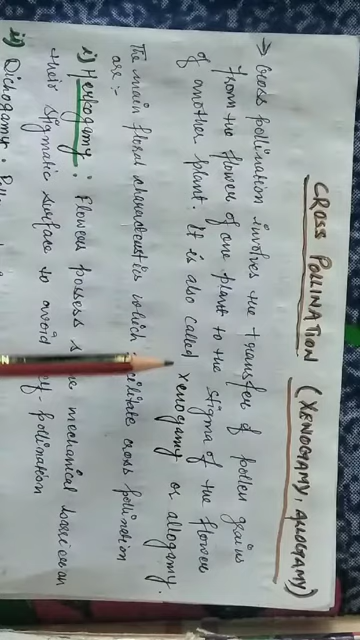 CROSS POLLINATION (XENOGAMY, ALLOGAMY)
→ Cross pollination involves the transfer of pollen grains
from the flower of one plant to the stigma of the flower
of another plant. It is also called xenogamy or allogamy.
The main floral characteristics which cilitate cross pollination
are :-
i) Herkogamy : Flowers possess s me mechanical barrier on
their stigmatic surface to avoid self-pollination
ii) Dichogamy :